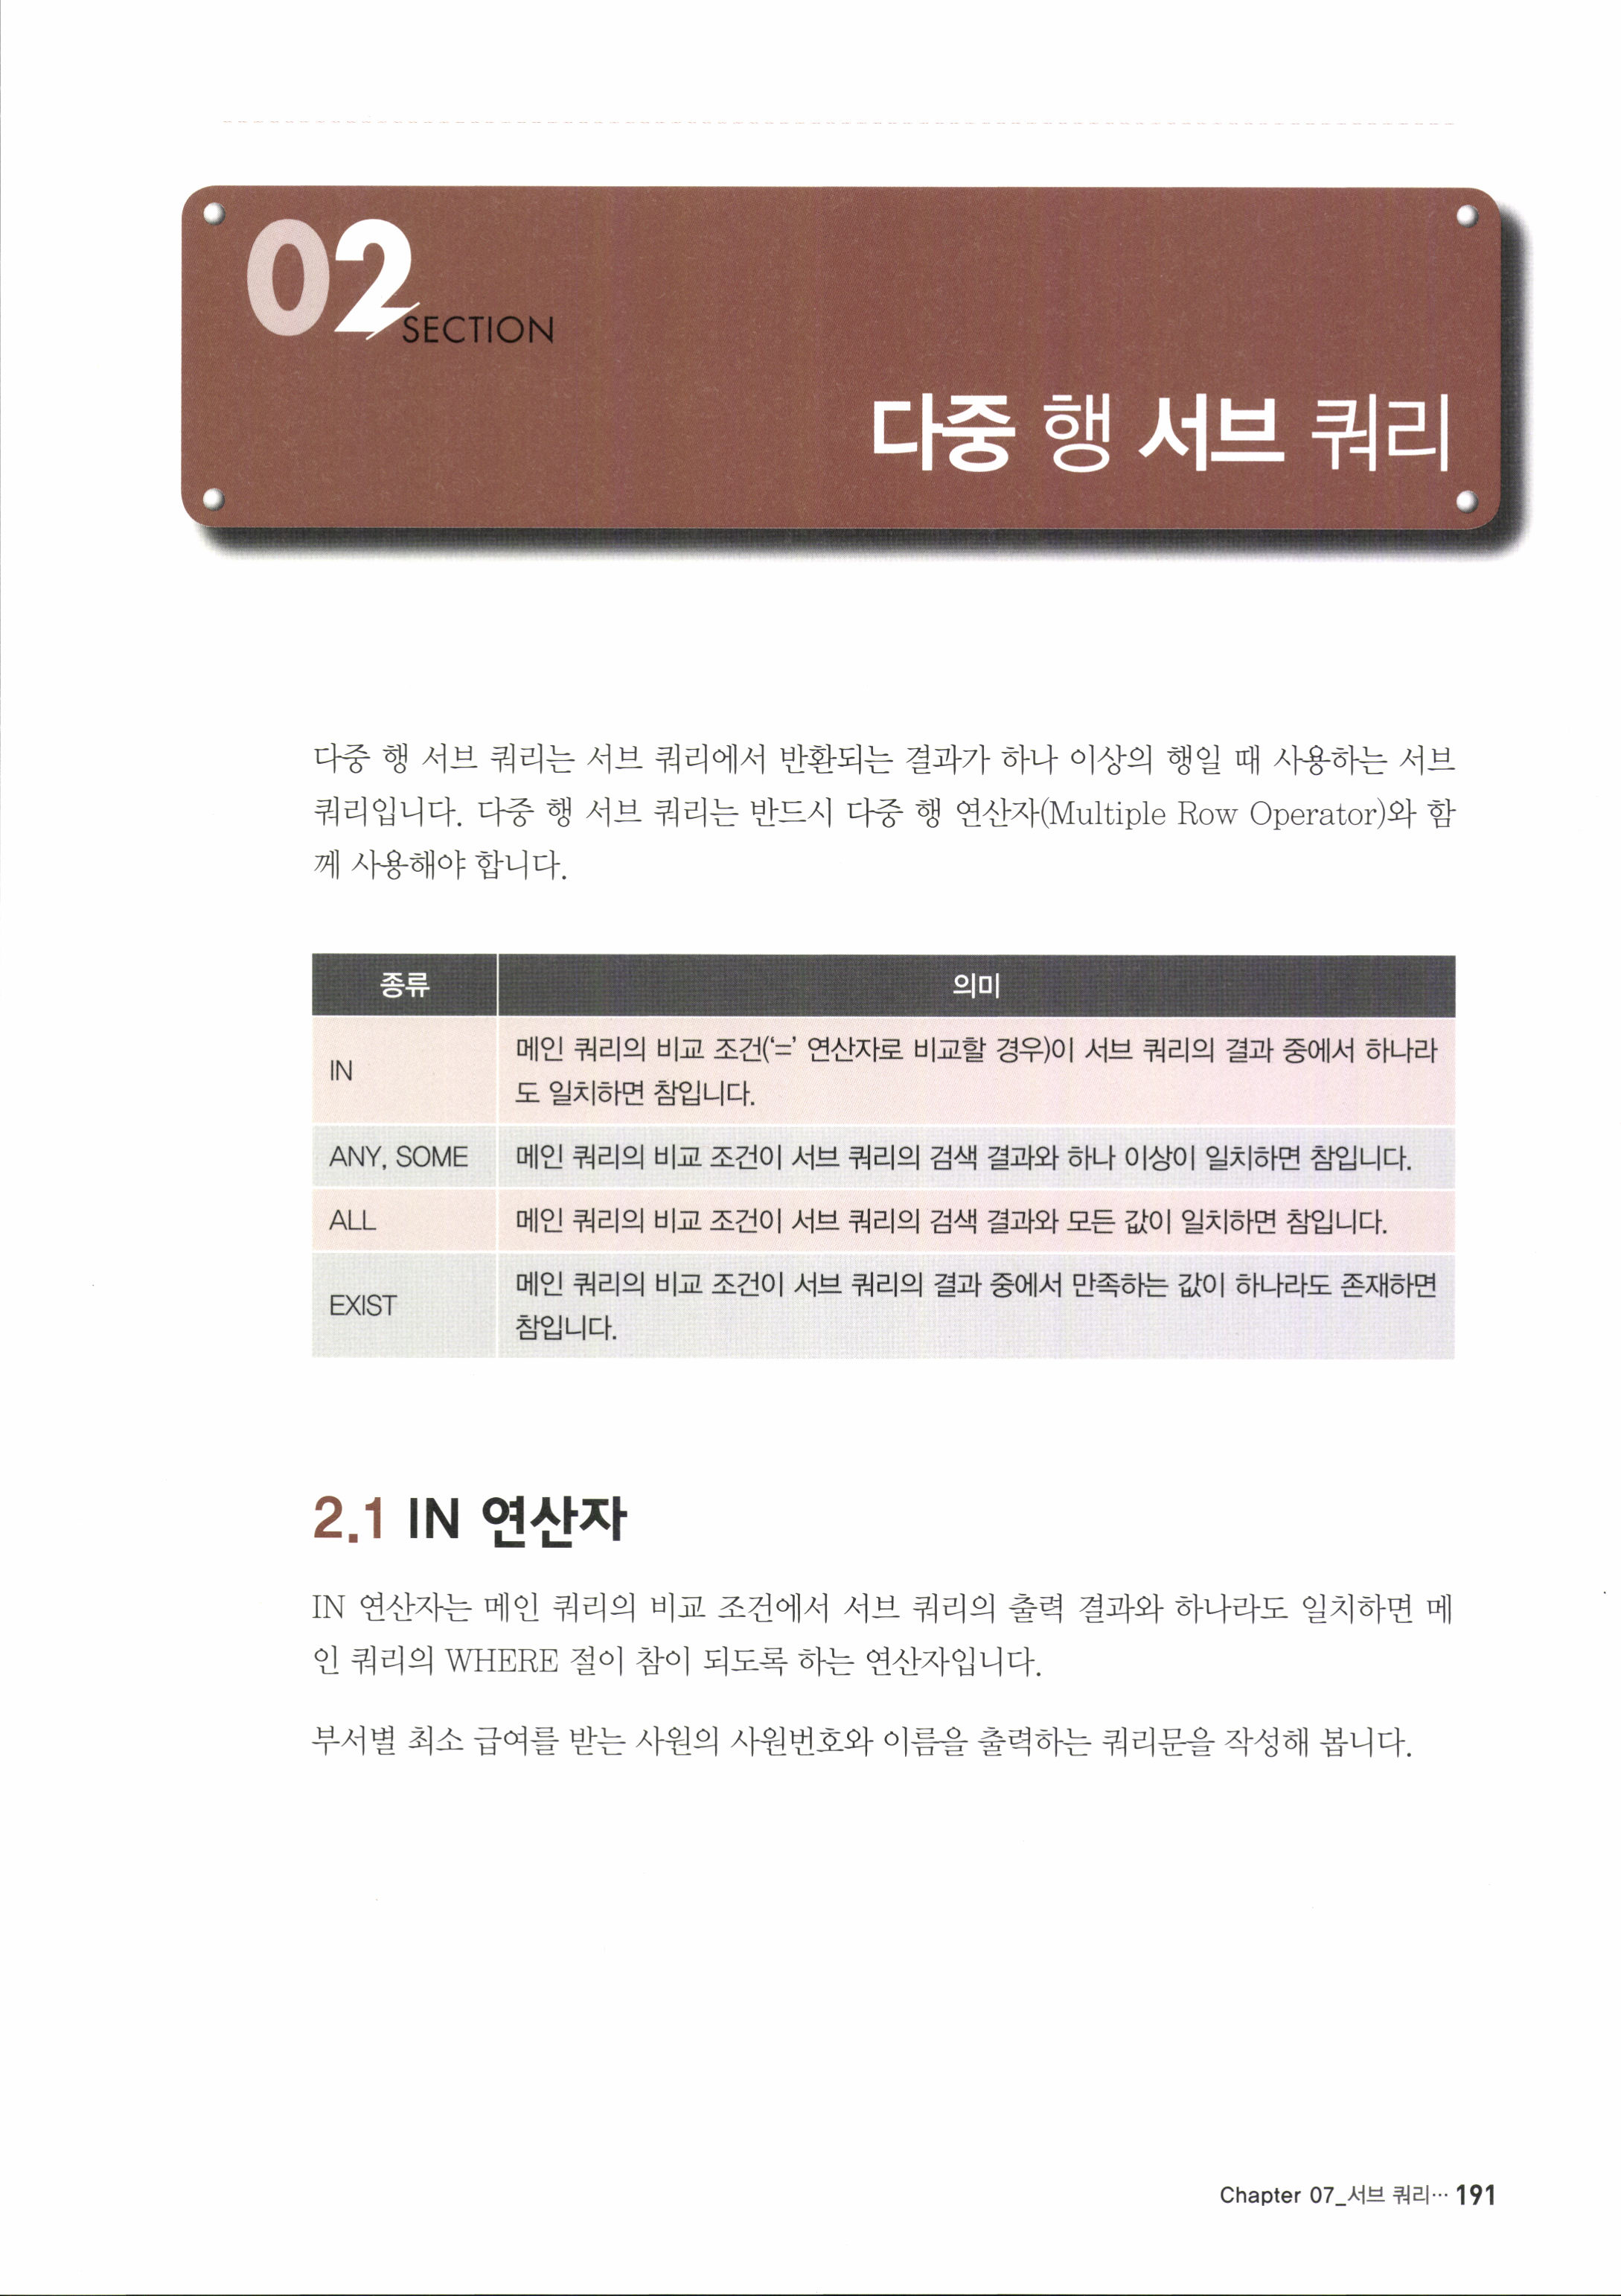 02 SECTION
다중 행 서브 쿼리
다중 행 서브 쿼리는 서브 쿼리에서 반환되는 결과가 하나 이상의 행일 때 사용하는 서브
쿼리입니다. 다중 행 서브 쿼리는 반드시 다중 행 연산자(Multiple Row Operator)와 함
께 사용해야 합니다.
종류 의미
IN 메인 쿼리의 비교 조건(‘=’ 연산자로 비교할 경우)이 서브 쿼리의 결과 중에서 하나라
도 일치하면 참입니다.
ANY, SOME 메인 쿼리의 비교 조건이 서브 쿼리의 검색 결과와 하나 이상이 일치하면 참입니다.
ALL 메인 쿼리의 비교 조건이 서브 쿼리의 검색 결과와 모든 값이 일치하면 참입니다.
EXIST 메인 쿼리의 비교 조건이 서브 쿼리의 결과 중에서 만족하는 값이 하나라도 존재하면
참입니다.
2.1 IN 연산자
IN 연산자는 메인 쿼리의 비교 조건에서 서브 쿼리의 출력 결과와 하나라도 일치하면 메
인 쿼리의 WHERE 절이 참이 되도록 하는 연산자입니다.
부서별 최소 급여를 받는 사원의 사원번호와 이름을 출력하는 쿼리문을 작성해 봅니다.
Chapter 07_서브 쿼리… 191